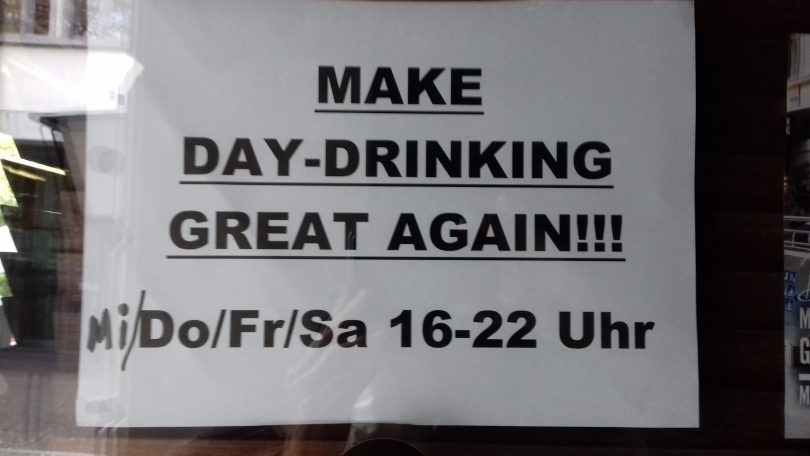 MAKE
DAY-DRINKING
GREAT AGAIN!!!
Mi/Do/Fr/Sa 16-22 Uhr